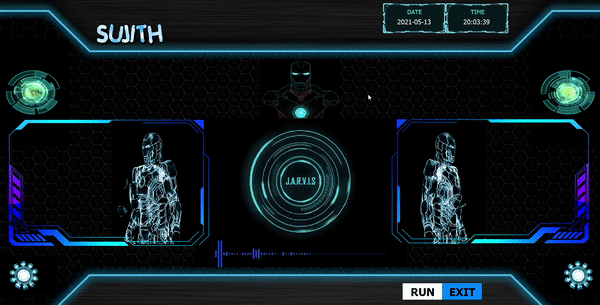 SUJITH
DATE
2021-05-13
TIME
20:03:39
J.A.R.V.I.S
RUN
EXIT